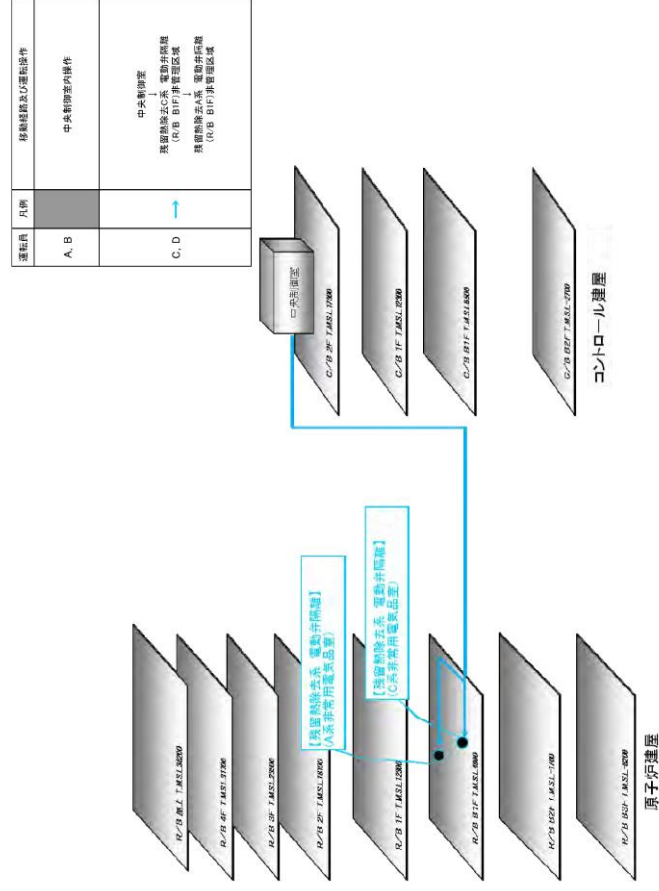 運転員 凡例 移動経路及び運転操作
A, B 中央制御室内操作
C, D → 中央制御室
↓
残留熱除去C系 電動弁隔離
(R/B B1F)非管理区域
↓
残留熱除去A系 電動弁隔離
(R/B B1F)非管理区域
中央制御室
C/B 2F T.M.S.L.17300
C/B 1F T.M.S.L.12300
C/B B1F T.M.S.L.6500
C/B B2F T.M.S.L.-2700
コントロール建屋
【残留熱除去系 電動弁隔離】
(A系非常用電気品室)
【残留熱除去系 電動弁隔離】
(C系非常用電気品室)
R/B 4F T.M.S.L.31700
R/B 3F T.M.S.L.23500
R/B 2F T.M.S.L.18100
R/B 1F T.M.S.L.12300
R/B B1F T.M.S.L.4800
R/B B2F T.M.S.L.-1700
R/B B3F T.M.S.L.-8200
原子炉建屋